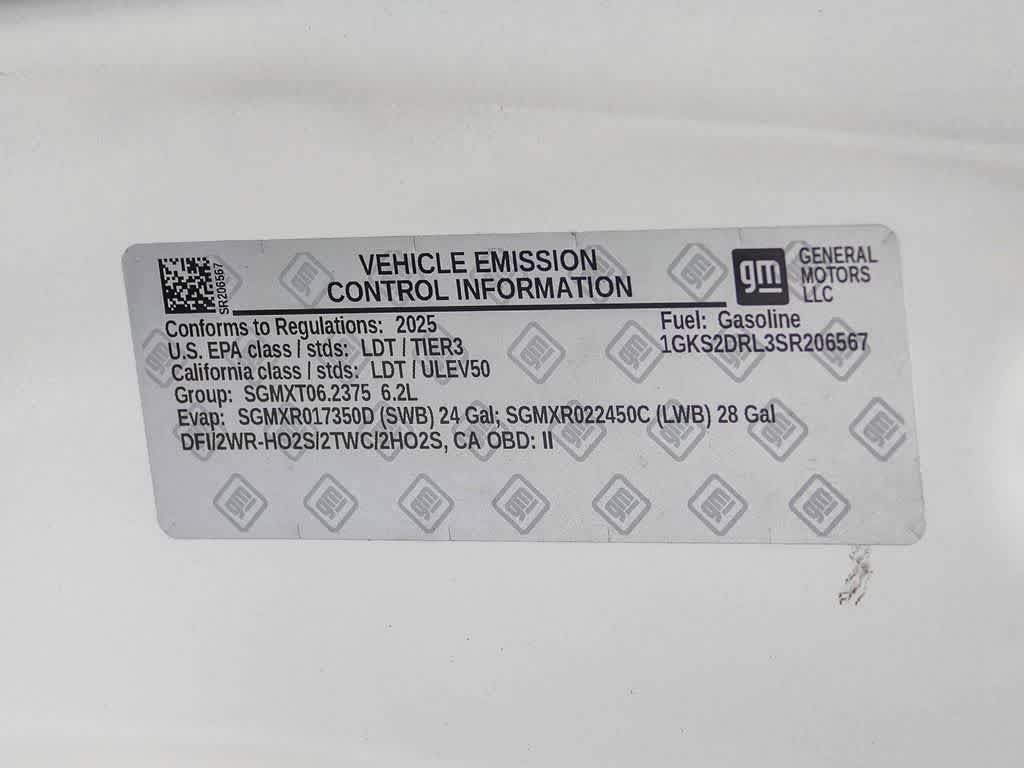 SR206567
VEHICLE EMISSION
CONTROL INFORMATION
gm
GENERAL
MOTORS
LLC
Conforms to Regulations: 2025
U.S. EPA class / stds: LDT / TIER3
California class / stds: LDT / ULEV50
Group: SGMXT06.2375 6.2L
Evap: SGMXR017350D (SWB) 24 Gal; SGMXR022450C (LWB) 28 Gal
DFI/2WR-HO2S/2TWC/2HO2S, CA OBD: II
Fuel: Gasoline
1GKS2DRL3SR206567